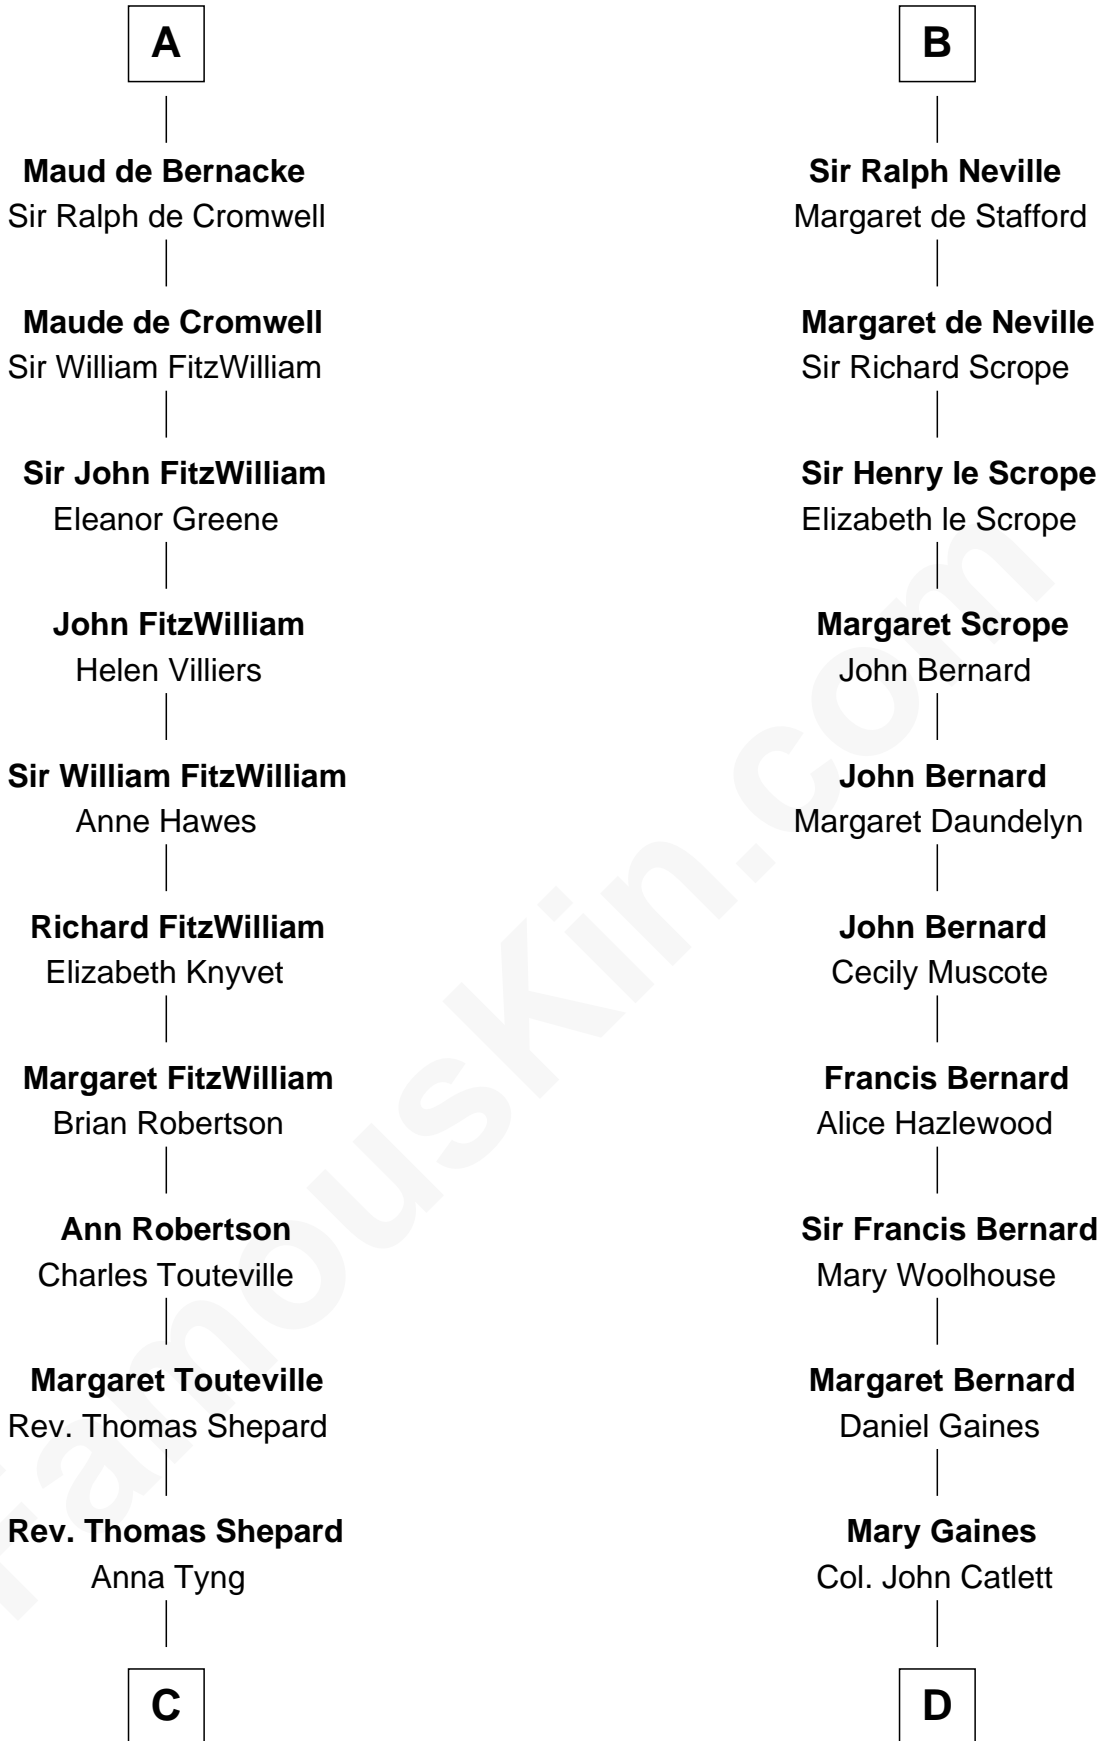 A
Maud de Bernacke
Sir Ralph de Cromwell
Maude de Cromwell
Sir William FitzWilliam
Sir John FitzWilliam
Eleanor Greene
John FitzWilliam
Helen Villiers
Sir William FitzWilliam
Anne Hawes
Richard FitzWilliam
Elizabeth Knyvet
Margaret FitzWilliam
Brian Robertson
Ann Robertson
Charles Touteville
Margaret Touteville
Rev. Thomas Shepard
Rev. Thomas Shepard
Anna Tyng
C
B
Sir Ralph Neville
Margaret de Stafford
Margaret de Neville
Sir Richard Scrope
Sir Henry le Scrope
Elizabeth le Scrope
Margaret Scrope
John Bernard
John Bernard
Margaret Daundelyn
John Bernard
Cecily Muscote
Francis Bernard
Alice Hazlewood
Sir Francis Bernard
Mary Woolhouse
Margaret Bernard
Daniel Gaines
Mary Gaines
Col. John Catlett
D
FamousKin.com